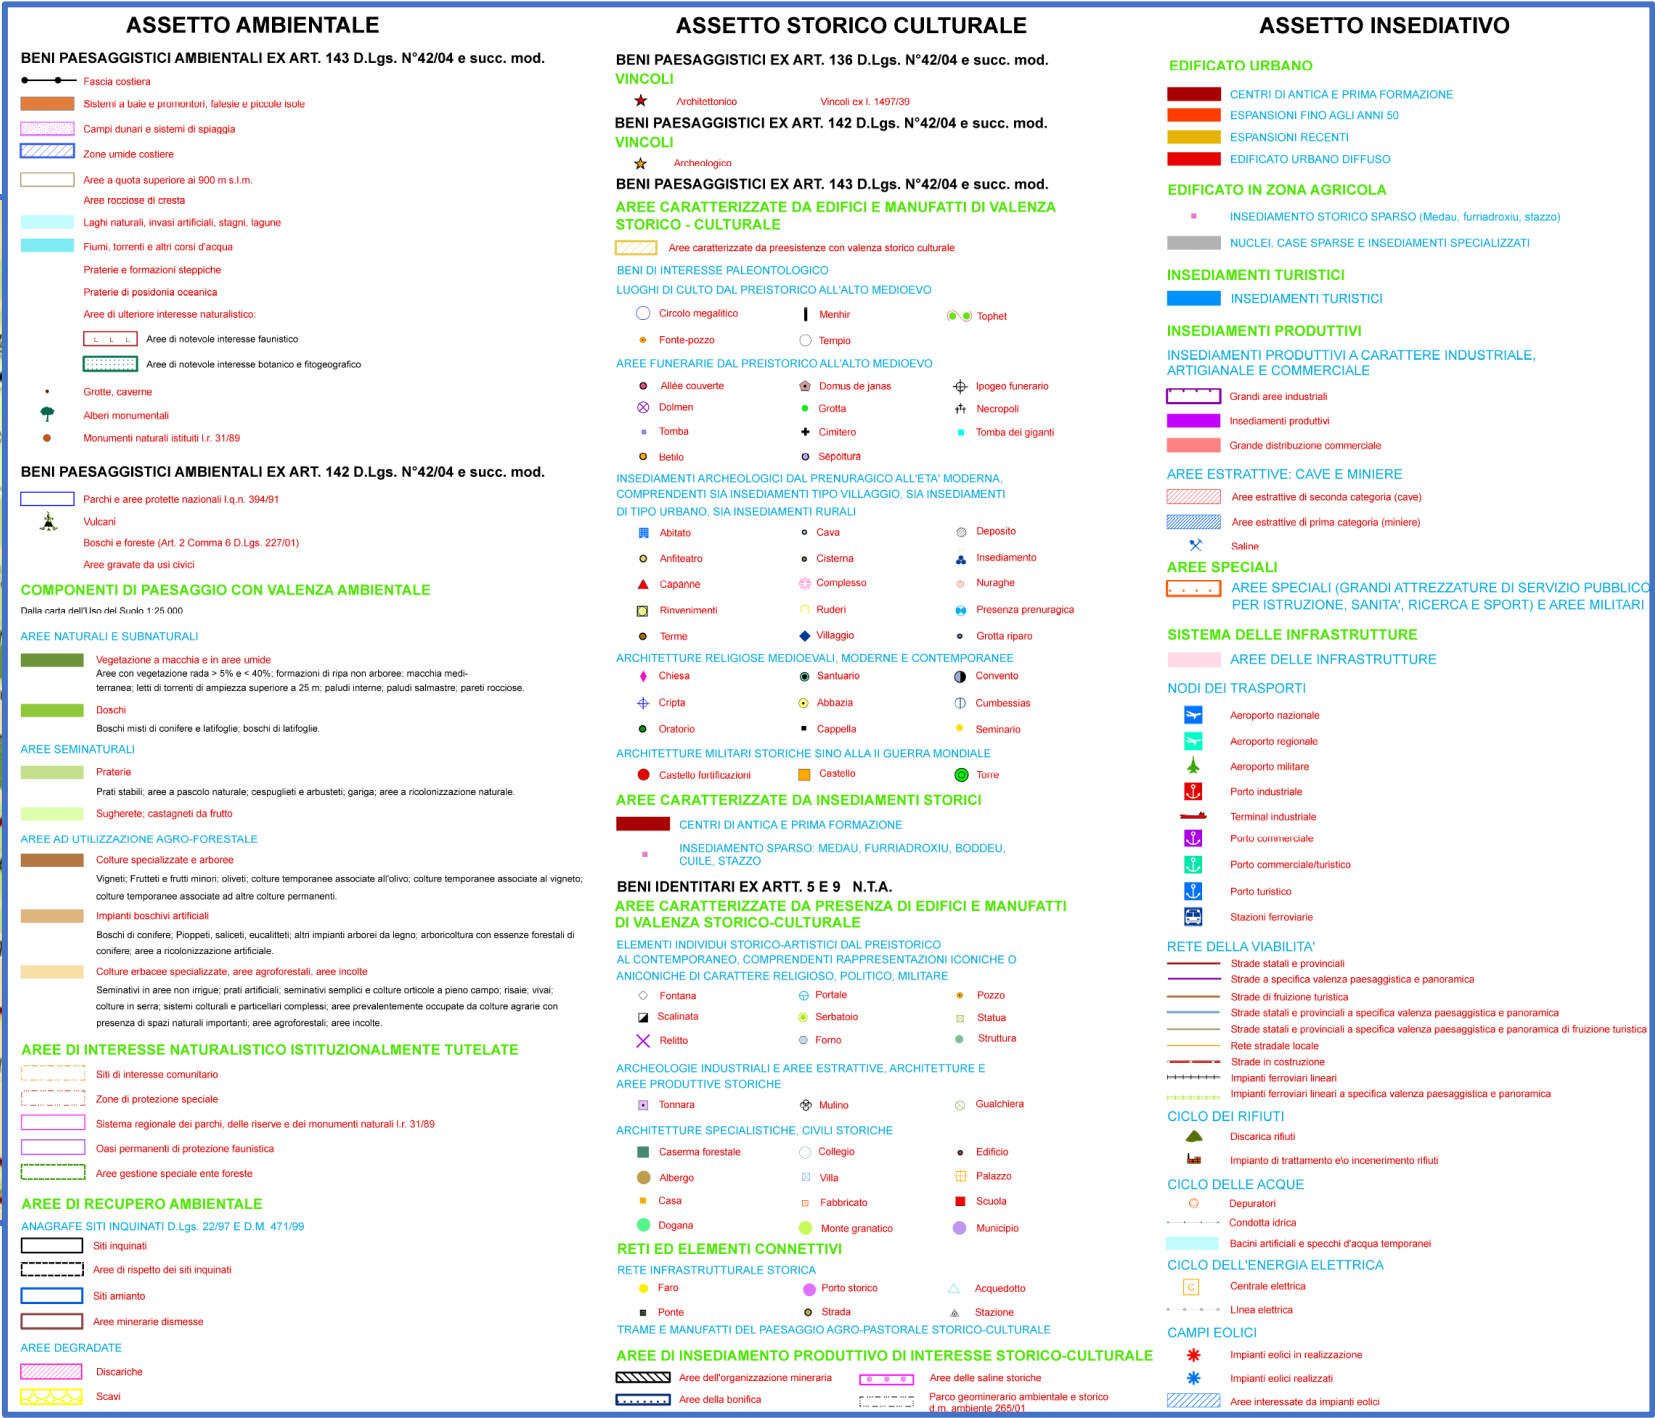 ASSETTO AMBIENTALE
BENI PAESAGGISTICI AMBIENTALI EX ART. 143 D.Lgs. N°42/04 e succ. mod.
Fascia costiera
Sistemi a baie e promontori, falesie e piccole isole
Campi dunari e sistemi di spiaggia
Zone umide costiere
Aree a quota superiore ai 900 m s.l.m.
Aree rocciose di cresta
Laghi naturali, invasi artificiali, stagni, lagune
Fiumi, torrenti e altri corsi d'acqua
Praterie e formazioni steppiche
Praterie di posidonia oceanica
Aree di ulteriore interesse naturalistico:
Aree di notevole interesse faunistico
Aree di notevole interesse botanico e fitogeografico
Grotte, caverne
Alberi monumentali
Monumenti naturali istituiti l.r. 31/89
BENI PAESAGGISTICI AMBIENTALI EX ART. 142 D.Lgs. N°42/04 e succ. mod.
Parchi e aree protette nazionali l.q.n. 394/91
Vulcani
Boschi e foreste (Art. 2 Comma 6 D.Lgs. 227/01)
Aree gravate da usi civici
COMPONENTI DI PAESAGGIO CON VALENZA AMBIENTALE
Dalla carta dell'Uso del Suolo 1:25 000
AREE NATURALI E SUBNATURALI
Vegetazione a macchia e in aree umide
Aree con vegetazione rada > 5% e < 40%; formazioni di ripa non arboree; macchia medi-
terranea; letti di torrenti di ampiezza superiore a 25 m; paludi interne; paludi salmastre; pareti rocciose.
Boschi
Boschi misti di conifere e latifoglie; boschi di latifoglie.
AREE SEMINATURALI
Praterie
Prati stabili; aree a pascolo naturale; cespuglieti e arbusteti; gariga; aree a ricolonizzazione naturale.
Sugherete; castagneti da frutto
AREE AD UTILIZZAZIONE AGRO-FORESTALE
Colture specializzate e arboree
Vigneti; Frutteti e frutti minori; oliveti; colture temporanee associate all'olivo; colture temporanee associate al vigneto;
colture temporanee associate ad altre colture permanenti.
Impianti boschivi artificiali
Boschi di conifere; Pioppeti, saliceti, eucalitteti; altri impianti arborei da legno; arboricoltura con essenze forestali di
conifere; aree a ricolonizzazione artificiale.
Colture erbacee specializzate, aree agroforestali, aree incolte
Seminativi in aree non irrigue; prati artificiali; seminativi semplici e colture orticole a pieno campo; risaie; vivai;
colture in serra; sistemi colturali e particellari complessi; aree prevalentemente occupate da colture agrarie con
presenza di spazi naturali importanti; aree agroforestali; aree incolte.
AREE DI INTERESSE NATURALISTICO ISTITUZIONALMENTE TUTELATE
Siti di interesse comunitario
Zone di protezione speciale
Sistema regionale dei parchi, delle riserve e dei monumenti naturali l.r. 31/89
Oasi permanenti di protezione faunistica
Aree gestione speciale ente foreste
AREE DI RECUPERO AMBIENTALE
ANAGRAFE SITI INQUINATI D.Lgs. 22/97 E D.M. 471/99
Siti inquinati
Aree di rispetto dei siti inquinati
Siti amianto
Aree minerarie dismesse
AREE DEGRADATE
Discariche
Scavi
ASSETTO STORICO CULTURALE
BENI PAESAGGISTICI EX ART. 136 D.Lgs. N°42/04 e succ. mod.
VINCOLI
Architettonico Vincoli ex l. 1497/39
BENI PAESAGGISTICI EX ART. 142 D.Lgs. N°42/04 e succ. mod.
VINCOLI
Archeologico
BENI PAESAGGISTICI EX ART. 143 D.Lgs. N°42/04 e succ. mod.
AREE CARATTERIZZATE DA EDIFICI E MANUFATTI DI VALENZA
STORICO - CULTURALE
Aree caratterizzate da preesistenze con valenza storico culturale
BENI DI INTERESSE PALEONTOLOGICO
LUOGHI DI CULTO DAL PREISTORICO ALL'ALTO MEDIOEVO
Circolo megalitico Menhir Tophet
Fonte-pozzo Tempio
AREE FUNERARIE DAL PREISTORICO ALL'ALTO MEDIOEVO
Allée couverte Domus de janas Ipogeo funerario
Dolmen Grotta Necropoli
Tomba Cimitero Tomba dei giganti
Betilo Sepoltura
INSEDIAMENTI ARCHEOLOGICI DAL PRENURAGICO ALL'ETA' MODERNA,
COMPRENDENTI SIA INSEDIAMENTI TIPO VILLAGGIO, SIA INSEDIAMENTI
DI TIPO URBANO, SIA INSEDIAMENTI RURALI
Abitato Cava Deposito
Anfiteatro Cisterna Insediamento
Capanne Complesso Nuraghe
Rinvenimenti Ruderi Presenza prenuragica
Terme Villaggio Grotta riparo
ARCHITETTURE RELIGIOSE MEDIOEVALI, MODERNE E CONTEMPORANEE
Chiesa Santuario Convento
Cripta Abbazia Cumbessias
Oratorio Cappella Seminario
ARCHITETTURE MILITARI STORICHE SINO ALLA II GUERRA MONDIALE
Castello fortificazioni Castello Torre
AREE CARATTERIZZATE DA INSEDIAMENTI STORICI
CENTRI DI ANTICA E PRIMA FORMAZIONE
INSEDIAMENTO SPARSO: MEDAU, FURRIADROXIU, BODDEU,
CUILE, STAZZO
BENI IDENTITARI EX ARTT. 5 E 9 N.T.A.
AREE CARATTERIZZATE DA PRESENZA DI EDIFICI E MANUFATTI
DI VALENZA STORICO-CULTURALE
ELEMENTI INDIVIDUI STORICO-ARTISTICI DAL PREISTORICO
AL CONTEMPORANEO, COMPRENDENTI RAPPRESENTAZIONI ICONICHE O
ANICONICHE DI CARATTERE RELIGIOSO, POLITICO, MILITARE
Fontana Portale Pozzo
Scalinata Serbatoio Statua
Relitto Forno Struttura
ARCHEOLOGIE INDUSTRIALI E AREE ESTRATTIVE, ARCHITETTURE E
AREE PRODUTTIVE STORICHE
Tonnara Mulino Gualchiera
ARCHITETTURE SPECIALISTICHE, CIVILI STORICHE
Caserma forestale Collegio Edificio
Albergo Villa Palazzo
Casa Fabbricato Scuola
Dogana Monte granatico Municipio
RETI ED ELEMENTI CONNETTIVI
RETE INFRASTRUTTURALE STORICA
Faro Porto storico Acquedotto
Ponte Strada Stazione
TRAME E MANUFATTI DEL PAESAGGIO AGRO-PASTORALE STORICO-CULTURALE
AREE DI INSEDIAMENTO PRODUTTIVO DI INTERESSE STORICO-CULTURALE
Aree dell'organizzazione mineraria Aree delle saline storiche
Aree della bonifica Parco geominerario ambientale e storico
d.m. ambiente 265/01
ASSETTO INSEDIATIVO
EDIFICATO URBANO
CENTRI DI ANTICA E PRIMA FORMAZIONE
ESPANSIONI FINO AGLI ANNI 50
ESPANSIONI RECENTI
EDIFICATO URBANO DIFFUSO
EDIFICATO IN ZONA AGRICOLA
INSEDIAMENTO STORICO SPARSO (Medau, furriadroxiu, stazzo)
NUCLEI, CASE SPARSE E INSEDIAMENTI SPECIALIZZATI
INSEDIAMENTI TURISTICI
INSEDIAMENTI TURISTICI
INSEDIAMENTI PRODUTTIVI
INSEDIAMENTI PRODUTTIVI A CARATTERE INDUSTRIALE,
ARTIGIANALE E COMMERCIALE
Grandi aree industriali
Insediamenti produttivi
Grande distribuzione commerciale
AREE ESTRATTIVE: CAVE E MINIERE
Aree estrattive di seconda categoria (cave)
Aree estrattive di prima categoria (miniere)
Saline
AREE SPECIALI
AREE SPECIALI (GRANDI ATTREZZATURE DI SERVIZIO PUBBLICO
PER ISTRUZIONE, SANITA', RICERCA E SPORT) E AREE MILITARI
SISTEMA DELLE INFRASTRUTTURE
AREE DELLE INFRASTRUTTURE
NODI DEI TRASPORTI
Aeroporto nazionale
Aeroporto regionale
Aeroporto militare
Porto industriale
Terminal industriale
Porto commerciale
Porto commerciale/turistico
Porto turistico
Stazioni ferroviarie
RETE DELLA VIABILITA'
Strade statali e provinciali
Strade a specifica valenza paesaggistica e panoramica
Strade di fruizione turistica
Strade statali e provinciali a specifica valenza paesaggistica e panoramica
Strade statali e provinciali a specifica valenza paesaggistica e panoramica di fruizione turistica
Rete stradale locale
Strade in costruzione
Impianti ferroviari lineari
Impianti ferroviari lineari a specifica valenza paesaggistica e panoramica
CICLO DEI RIFIUTI
Discarica rifiuti
Impianto di trattamento e\o incenerimento rifiuti
CICLO DELLE ACQUE
Depuratori
Condotta idrica
Bacini artificiali e specchi d'acqua temporanei
CICLO DELL'ENERGIA ELETTRICA
C Centrale elettrica
LInea elettrica
CAMPI EOLICI
Impianti eolici in realizzazione
Impianti eolici realizzati
Aree interessate da impianti eolici